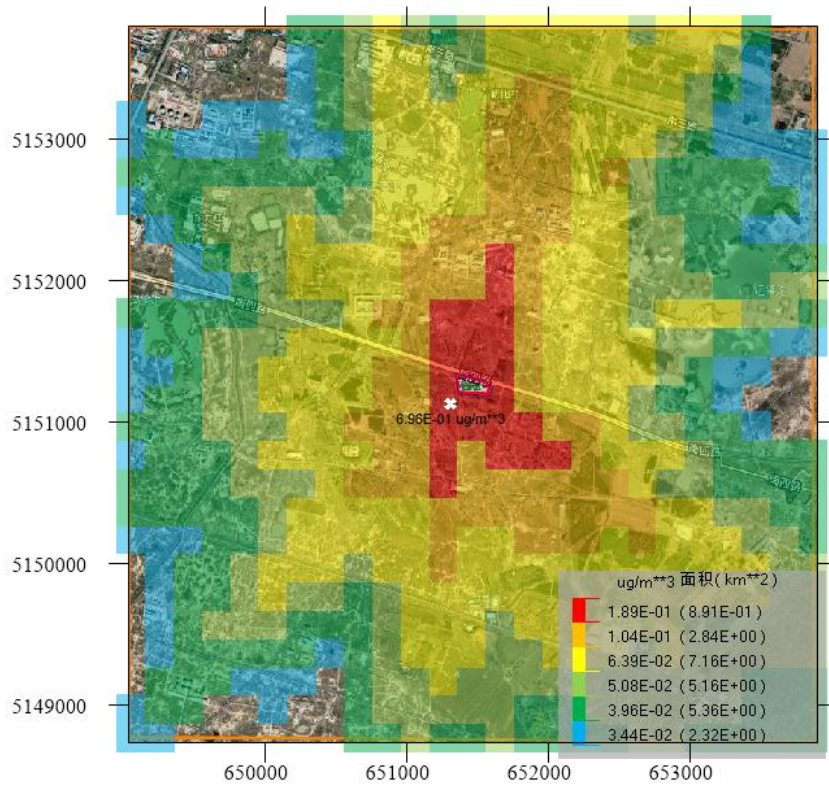 5153000
5152000
5151000
5150000
5149000
6.96E-01 ug/m**3
ug/m**3 面积(km**2)
1.89E-01 (8.91E-01)
1.04E-01 (2.84E+00)
6.39E-02 (7.16E+00)
5.08E-02 (5.16E+00)
3.96E-02 (5.36E+00)
3.44E-02 (2.32E+00)
650000 651000 652000 653000